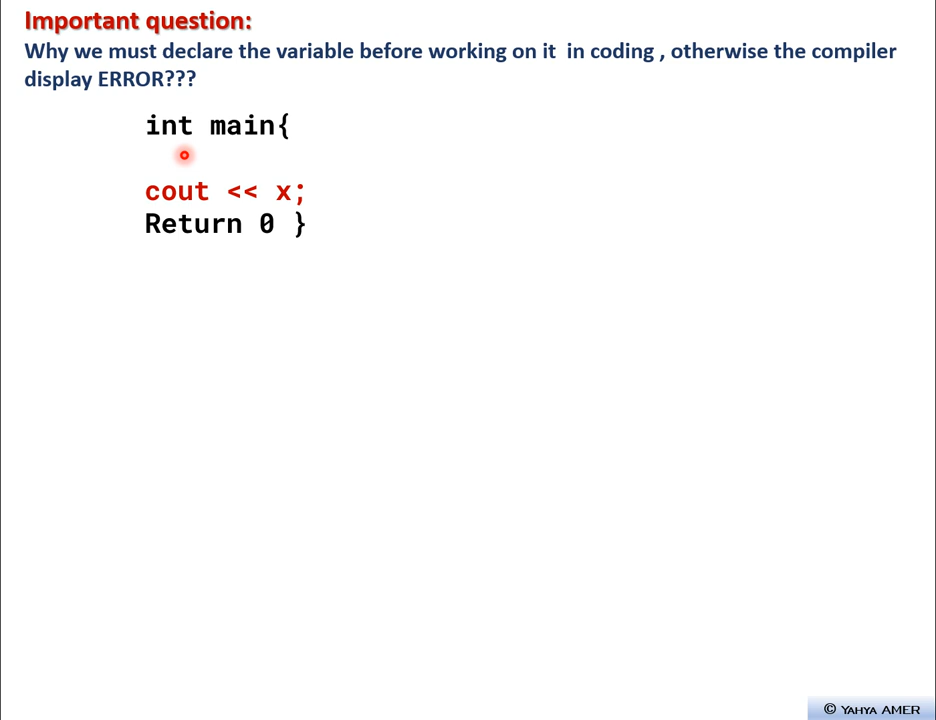 Important question:
Why we must declare the variable before working on it in coding , otherwise the compiler
display ERROR???
int main{
cout << x;
Return 0 }
© YAHYA AMER